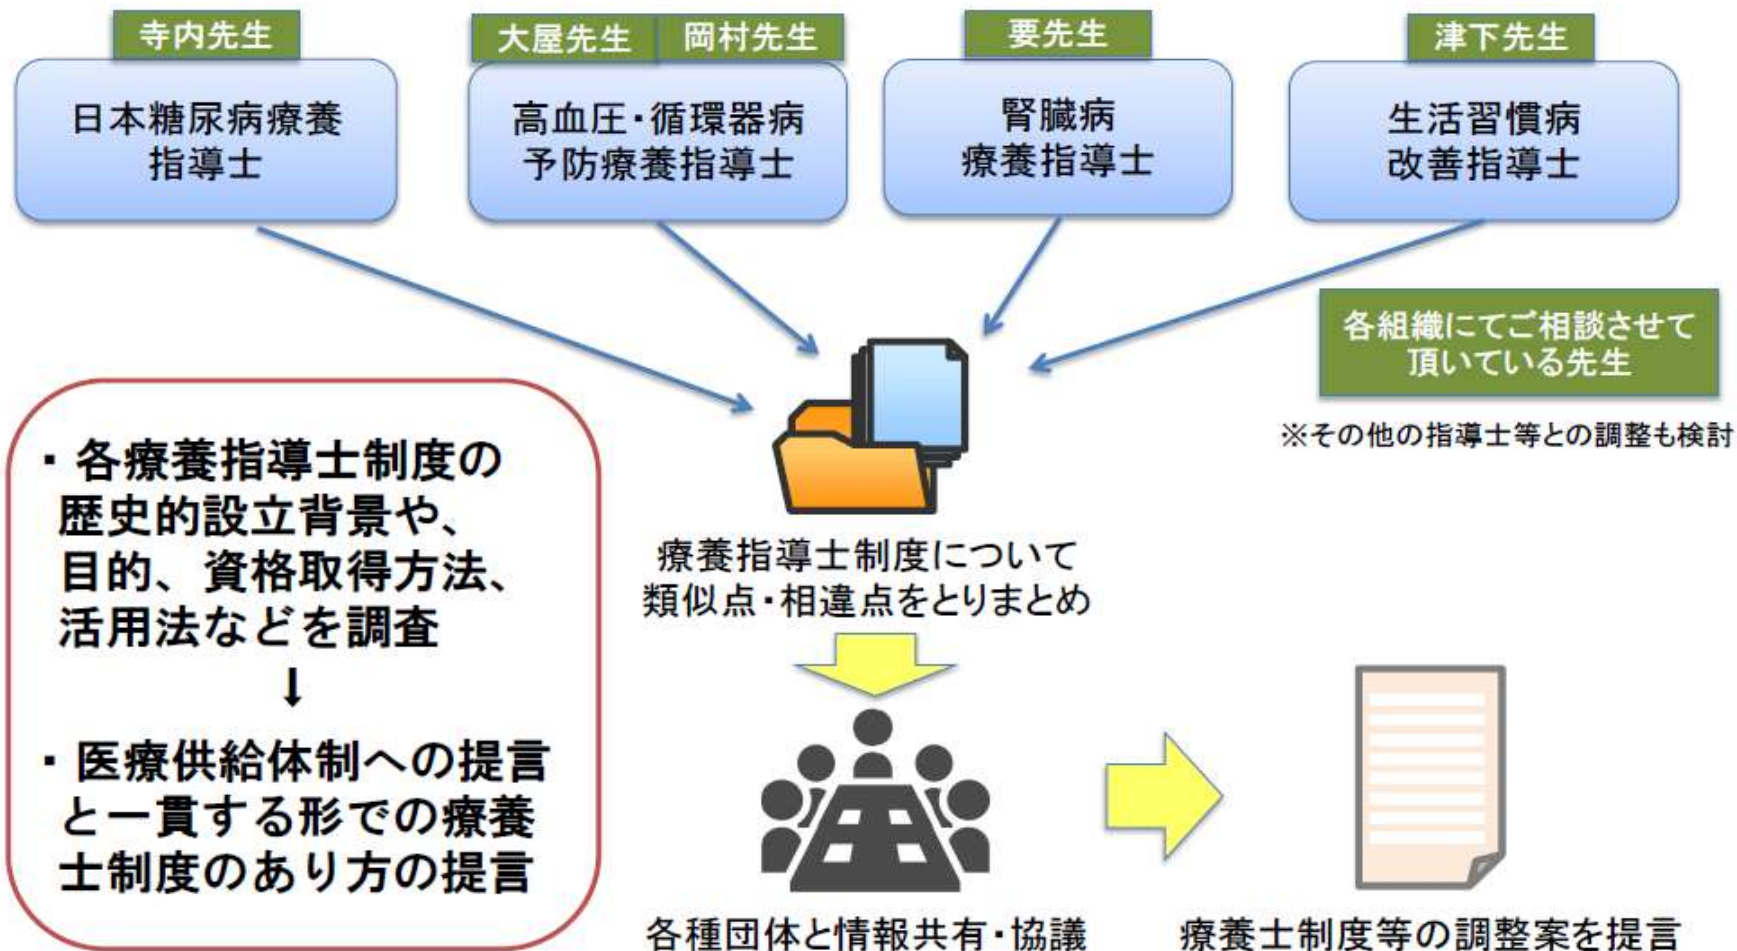 寺内先生
日本糖尿病療養
指導士
大屋先生
岡村先生
高血圧・循環器病
予防療養指導士
要先生
腎臓病
療養指導士
津下先生
生活習慣病
改善指導士
各組織にてご相談させて
頂いている先生
※その他の指導士等との調整も検討
・各療養指導士制度の
歴史的設立背景や、
目的、資格取得方法、
活用法などを調査
↓
・医療供給体制への提言
と一貫する形での療養
士制度のあり方の提言
療養指導士制度について
類似点・相違点をとりまとめ
各種団体と情報共有・協議
療養士制度等の調整案を提言